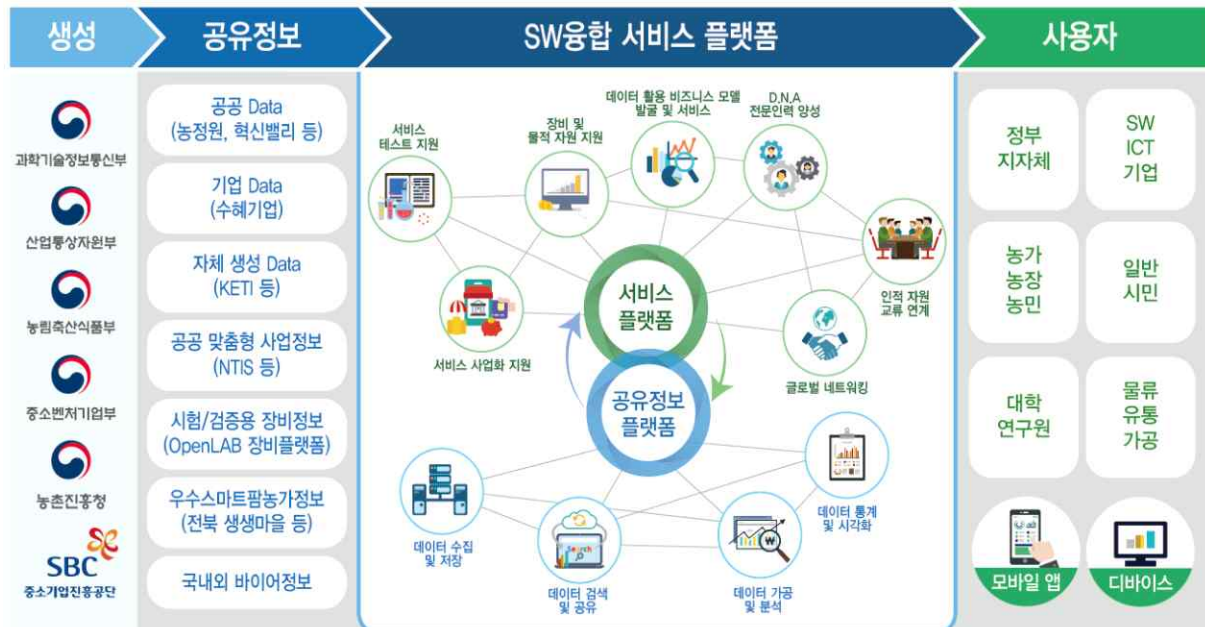 생성
공유정보
SW융합 서비스 플랫폼
사용자
과학기술정보통신부
산업통상자원부
농림축산식품부
중소벤처기업부
농촌진흥청
SBC
중소기업진흥공단
공공 Data
(농정원, 혁신밸리 등)
기업 Data
(수혜기업)
자체 생성 Data
(KETI 등)
공공 맞춤형 사업정보
(NTIS 등)
시험/검증용 장비정보
(OpenLAB 장비플랫폼)
우수스마트팜농가정보
(전북 생생마을 등)
국내외 바이어정보
서비스
테스트 지원
장비 및
물적 자원 지원
데이터 활용 비즈니스 모델
발굴 및 서비스
D.N.A
전문인력 양성
인적 자원
교류 연계
글로벌 네트워킹
서비스 사업화 지원
서비스
플랫폼
공유정보
플랫폼
데이터 수집
및 저장
Search
데이터 검색
및 공유
데이터 가공
및 분석
데이터 통계
및 시각화
정부
지자체
SW
ICT
기업
농가
농장
농민
일반
시민
대학
연구원
물류
유통
가공
모바일 앱
디바이스